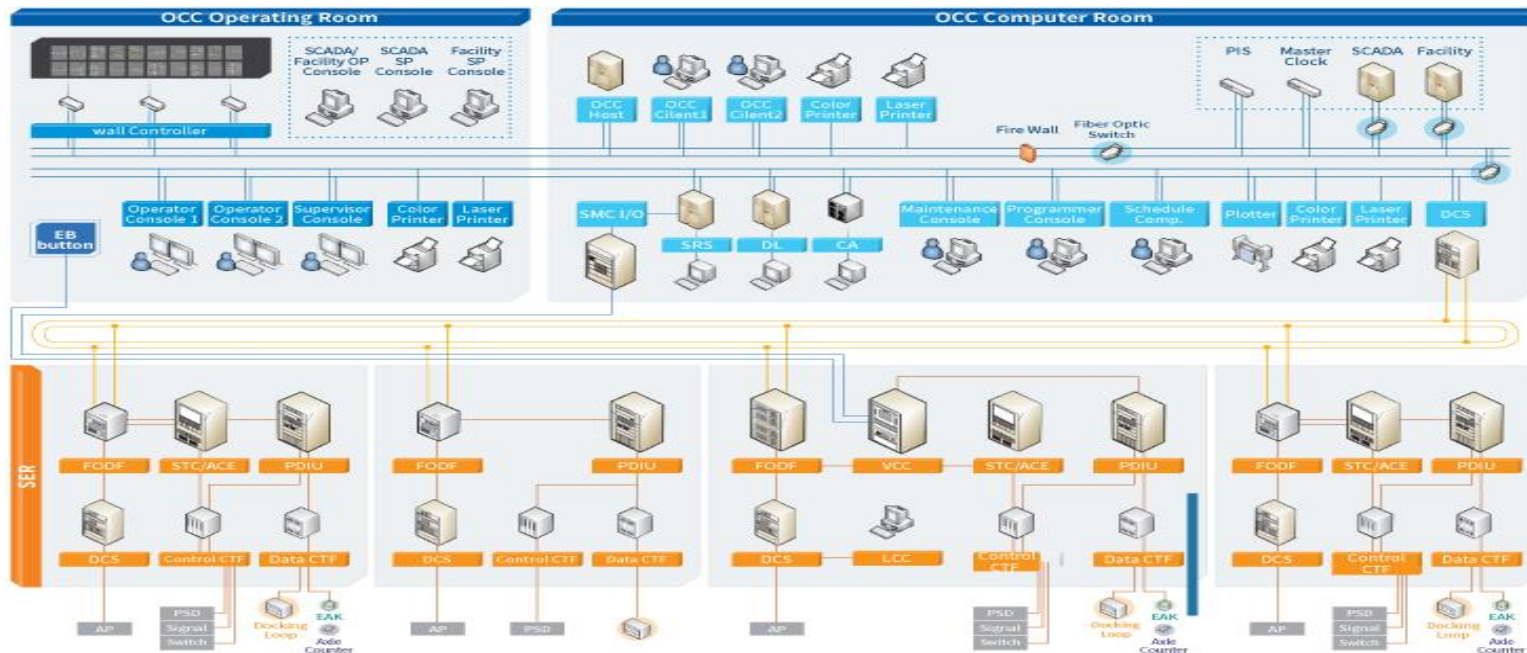 OCC Operating Room
OCC Computer Room
SCADA/
Facility OP
Console
SCADA
SP
Console
Facility
SP
Console
wall Controller
OCC
Host
OCC
Cilent1
OCC
Cilent2
Color
Printer
Laser
Printer
PIS
Master
Clock
SCADA
Facility
Fire Wall
Fiber Optic
Switch
EB
button
Operator
Console 1
Operator
Console 2
Supervisor
Console
Color
Printer
Laser
Printer
SMC I/O
SRS
DL
CA
Maintenance
Console
Programmer
Console
Schedule
Comp.
Plotter
Color
Printer
Laser
Printer
DCS
SER
FODF
STC/ACE
PDIU
DCS
Control CTF
Data CTF
AP
PSD
Signal
Switch
Docking
Loop
EAK
Axle
Counter
FODF
PDIU
DCS
Control CTF
Data CTF
AP
PSD
FODF
VCC
STC/ACE
PDIU
DCS
LCC
Control
CTF
Data CTF
AP
PSD
Signal
Switch
Docking
Loop
EAK
Axle
Counter
FODF
STC/ACE
PDIU
DCS
Control
CTF
Data CTF
AP
PSD
Signal
Switch
Docking
Loop
EAK
Axle
Counter